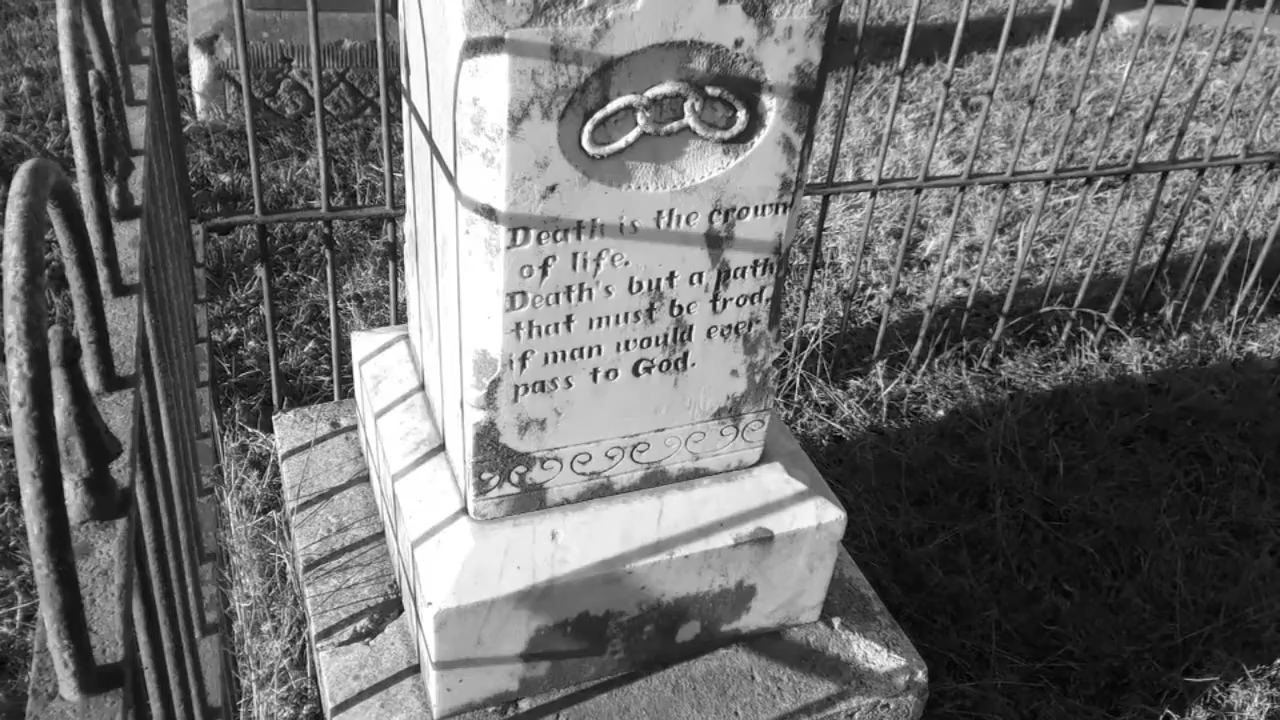 Death is the crown
of life.
Death's but a path
that must be trod,
if man would ever
pass to God.